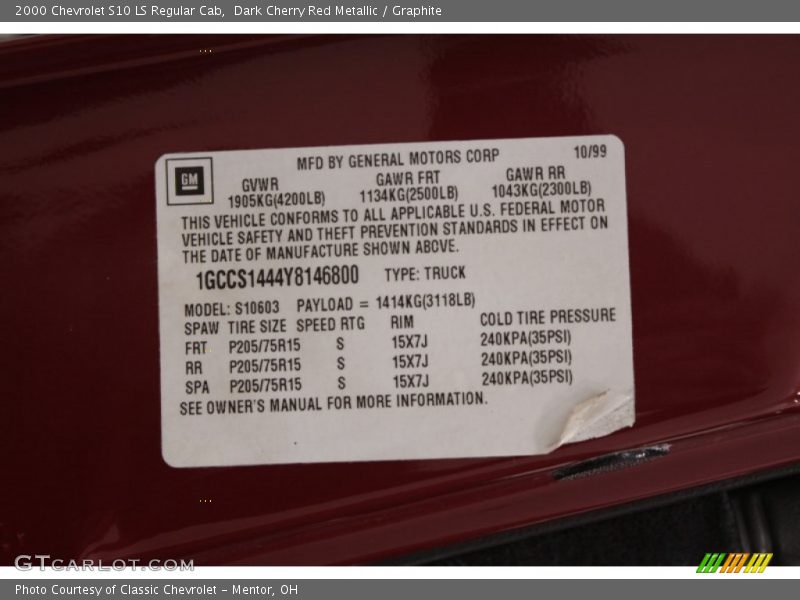 2000 Chevrolet S10 LS Regular Cab,  Dark Cherry Red Metallic / Graphite
MFD BY GENERAL MOTORS CORP 10/99
GM
GVWR GAWR FRT GAWR RR
1905KG(4200LB) 1134KG(2500LB) 1043KG(2300LB)
THIS VEHICLE CONFORMS TO ALL APPLICABLE U.S. FEDERAL MOTOR
VEHICLE SAFETY AND THEFT PREVENTION STANDARDS IN EFFECT ON
THE DATE OF MANUFACTURE SHOWN ABOVE.
1GCCS1444Y8146800 TYPE: TRUCK
MODEL: S10603 PAYLOAD = 1414KG(3118LB)
SPAW TIRE SIZE SPEED RTG RIM COLD TIRE PRESSURE
FRT P205/75R15 S 15X7J 240KPA(35PSI)
RR P205/75R15 S 15X7J 240KPA(35PSI)
SPA P205/75R15 S 15X7J 240KPA(35PSI)
SEE OWNER'S MANUAL FOR MORE INFORMATION.
GTCARLOT.COM
Photo Courtesy of Classic Chevrolet - Mentor, OH